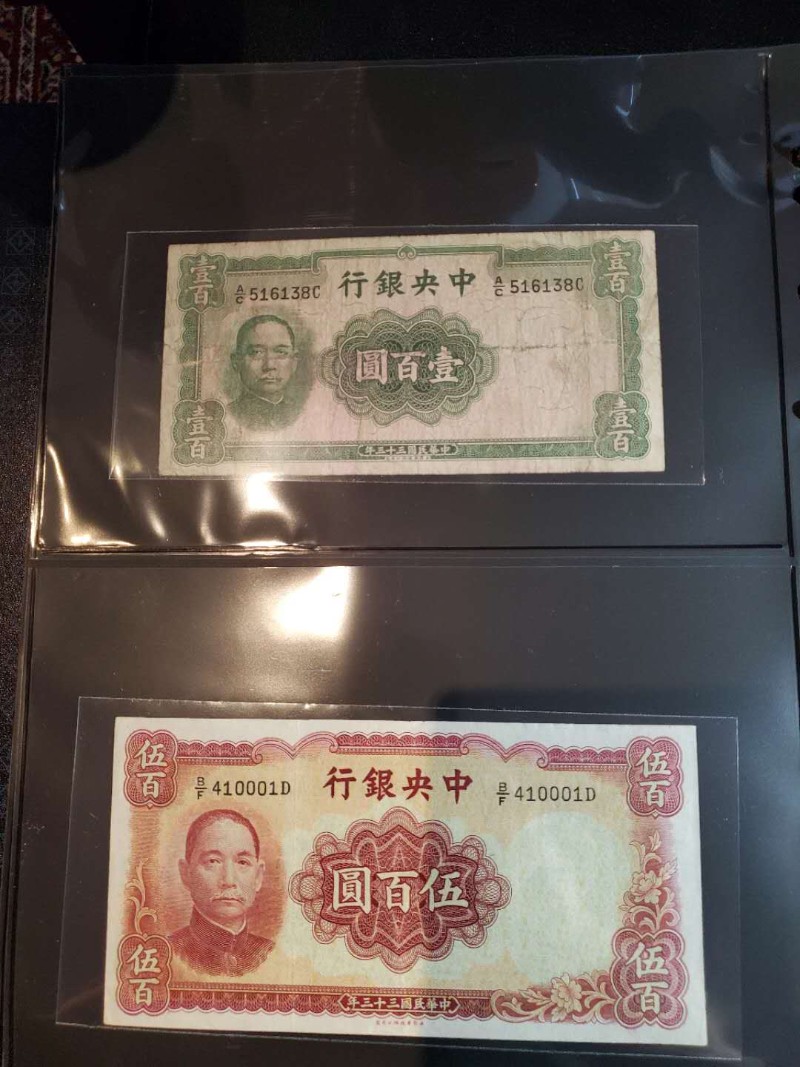 壹百
壹百
中央銀行
A/C 516138C
A/C 516138C
壹百圓
壹百
壹百
中華民國三十三年
伍百
伍百
中央銀行
B/F 410001D
B/F 410001D
伍百圓
伍百
伍百
中華民國三十三年